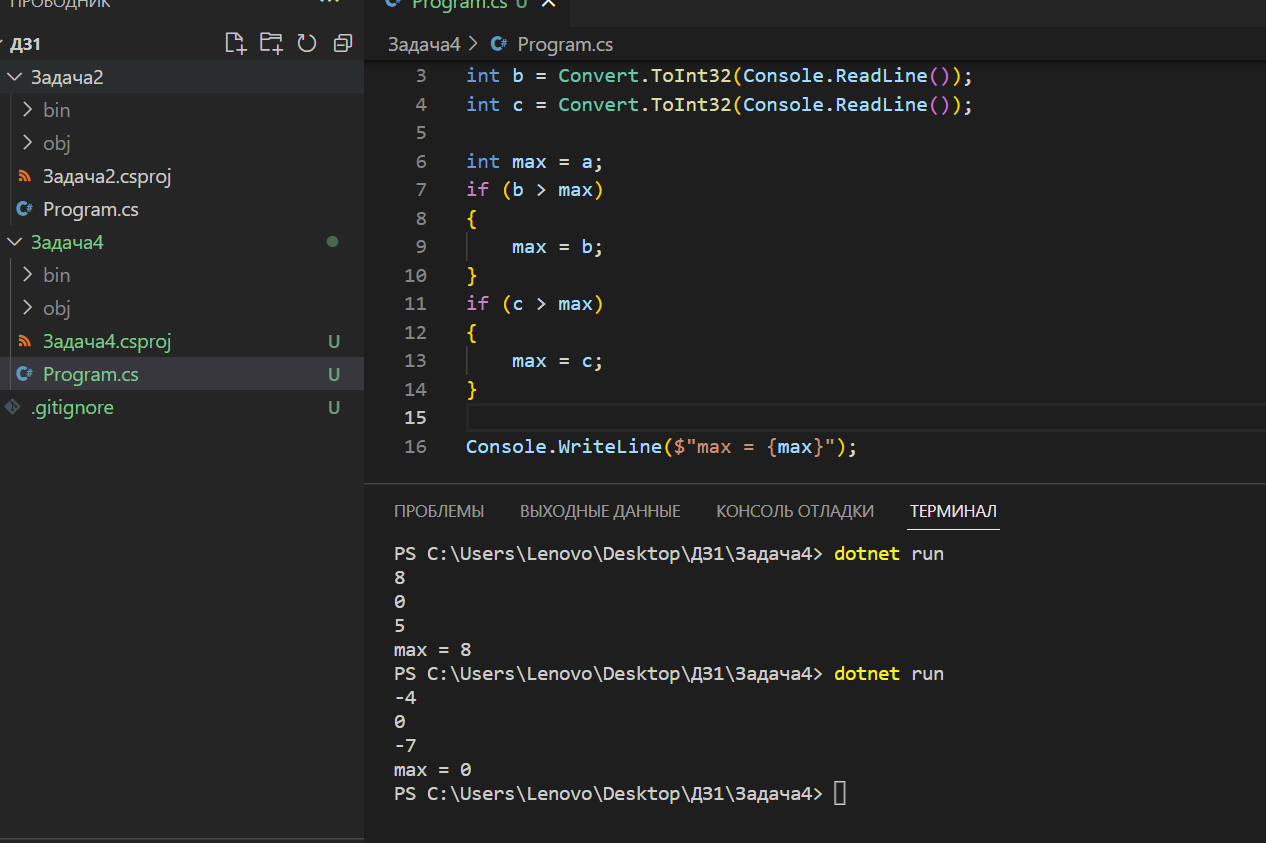 ПРОВОДНИК
ДЗ1
Задача2
bin
obj
Задача2.csproj
C# Program.cs
Задача4
bin
obj
Задача4.csproj U
C# Program.cs U
.gitignore U
C# Program.cs U
Задача4 > C# Program.cs
3 int b = Convert.ToInt32(Console.ReadLine());
4 int c = Convert.ToInt32(Console.ReadLine());
5
6 int max = a;
7 if (b > max)
8 {
9 max = b;
10 }
11 if (c > max)
12 {
13 max = c;
14 }
15
16 Console.WriteLine($"max = {max}");
ПРОБЛЕМЫ ВЫХОДНЫЕ ДАННЫЕ КОНСОЛЬ ОТЛАДКИ ТЕРМИНАЛ
PS C:\Users\Lenovo\Desktop\ДЗ1\Задача4> dotnet run
8
0
5
max = 8
PS C:\Users\Lenovo\Desktop\ДЗ1\Задача4> dotnet run
-4
0
-7
max = 0
PS C:\Users\Lenovo\Desktop\ДЗ1\Задача4>